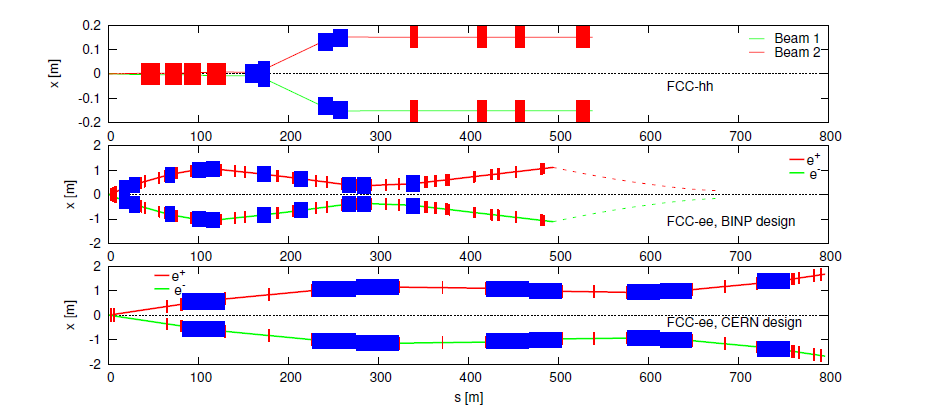 0.2
0.15
0.1
0
-0.1
-0.2
x [m]
Beam 1
Beam 2
FCC-hh
0 100 200 300 400 500 600 700 800
2
1
0
-1
-2
x [m]
e+
e-
FCC-ee, BINP design
0 100 200 300 400 500 600 700 800
2
1
0
-1
-2
x [m]
e+
e-
FCC-ee, CERN design
0 100 200 300 400 500 600 700 800
s [m]